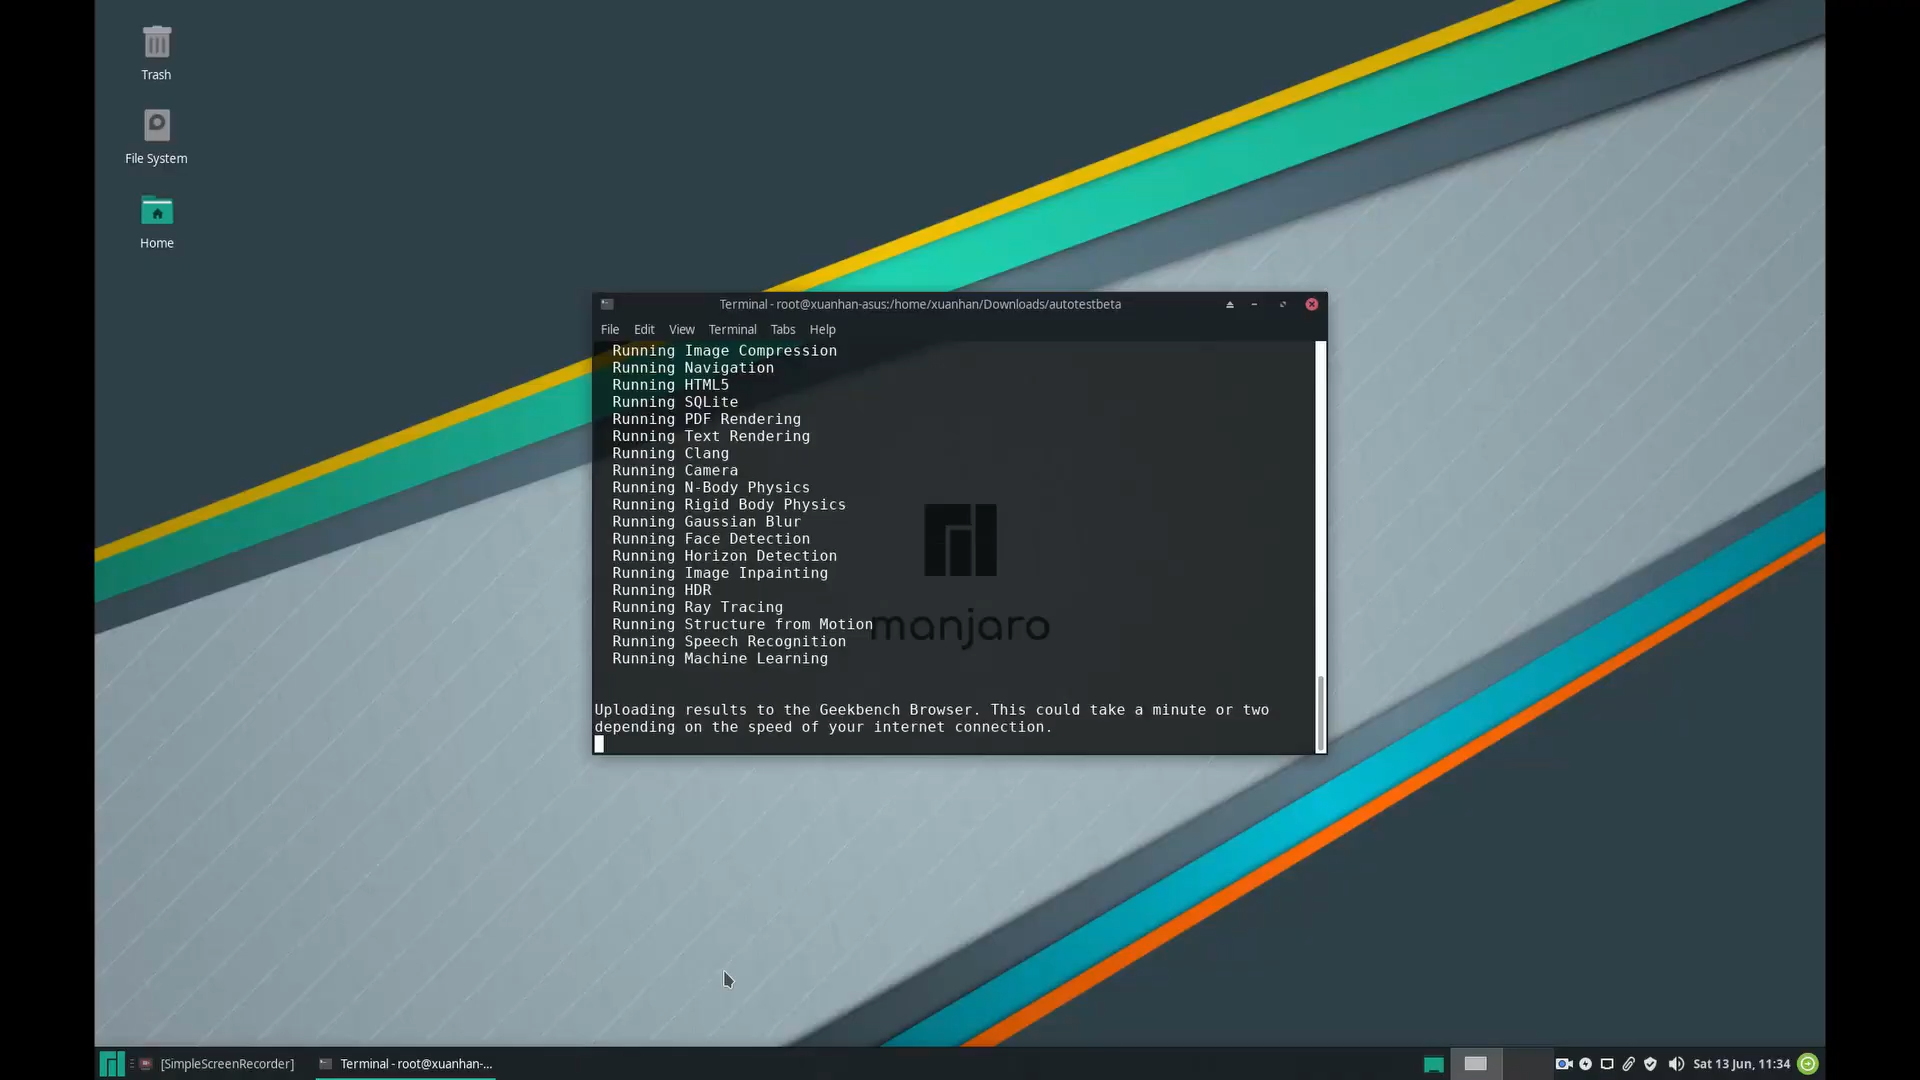 Trash
File System
Home
Terminal - root@xuanhan-asus:/home/xuanhan/Downloads/autotestbeta
File Edit View Terminal Tabs Help
Running Image Compression
Running Navigation
Running HTML5
Running SQLite
Running PDF Rendering
Running Text Rendering
Running Clang
Running Camera
Running N-Body Physics
Running Rigid Body Physics
Running Gaussian Blur
Running Face Detection
Running Horizon Detection
Running Image Inpainting
Running HDR
Running Ray Tracing
Running Structure from Motion
Running Speech Recognition
Running Machine Learning
manjaro
Uploading results to the Geekbench Browser. This could take a minute or two
depending on the speed of your internet connection.
[SimpleScreenRecorder] Terminal - root@xuanhan-... Sat 13 Jun, 11:34